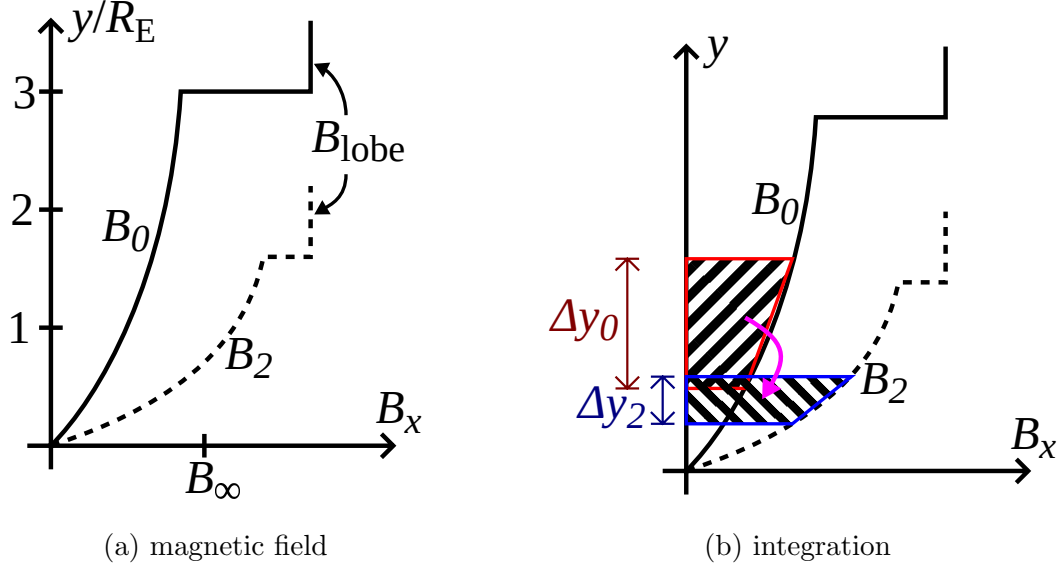 y/R_E
3
B_lobe
2
B_0
1
B_2
B_x
B_∞
(a) magnetic field
y
B_0
Δy_0
Δy_2
B_2
B_x
(b) integration